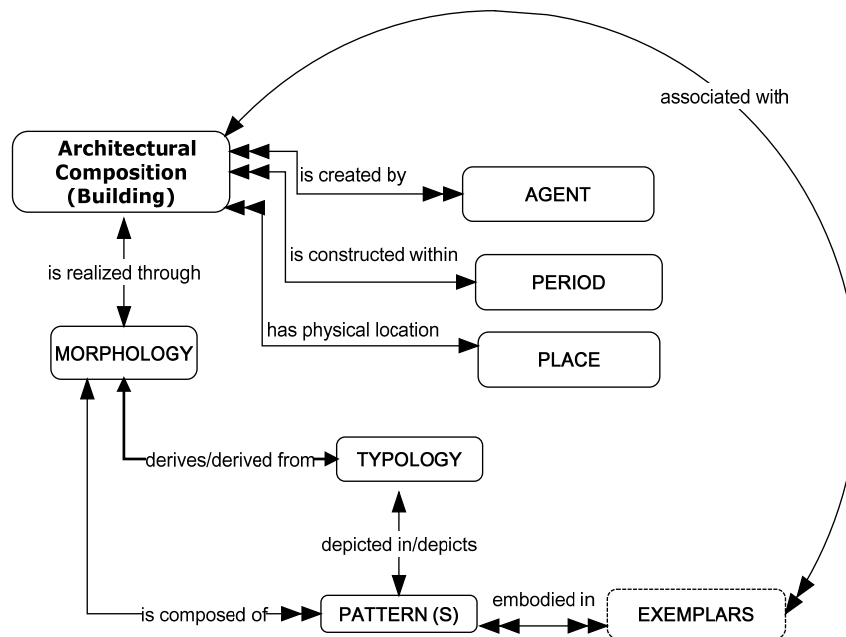 associated with
Architectural
Composition
(Building)
is created by
AGENT
is constructed within
PERIOD
is realized through
has physical location
MORPHOLOGY
PLACE
derives/derived from
TYPOLOGY
depicted in/depicts
is composed of
PATTERN (S)
embodied in
EXEMPLARS